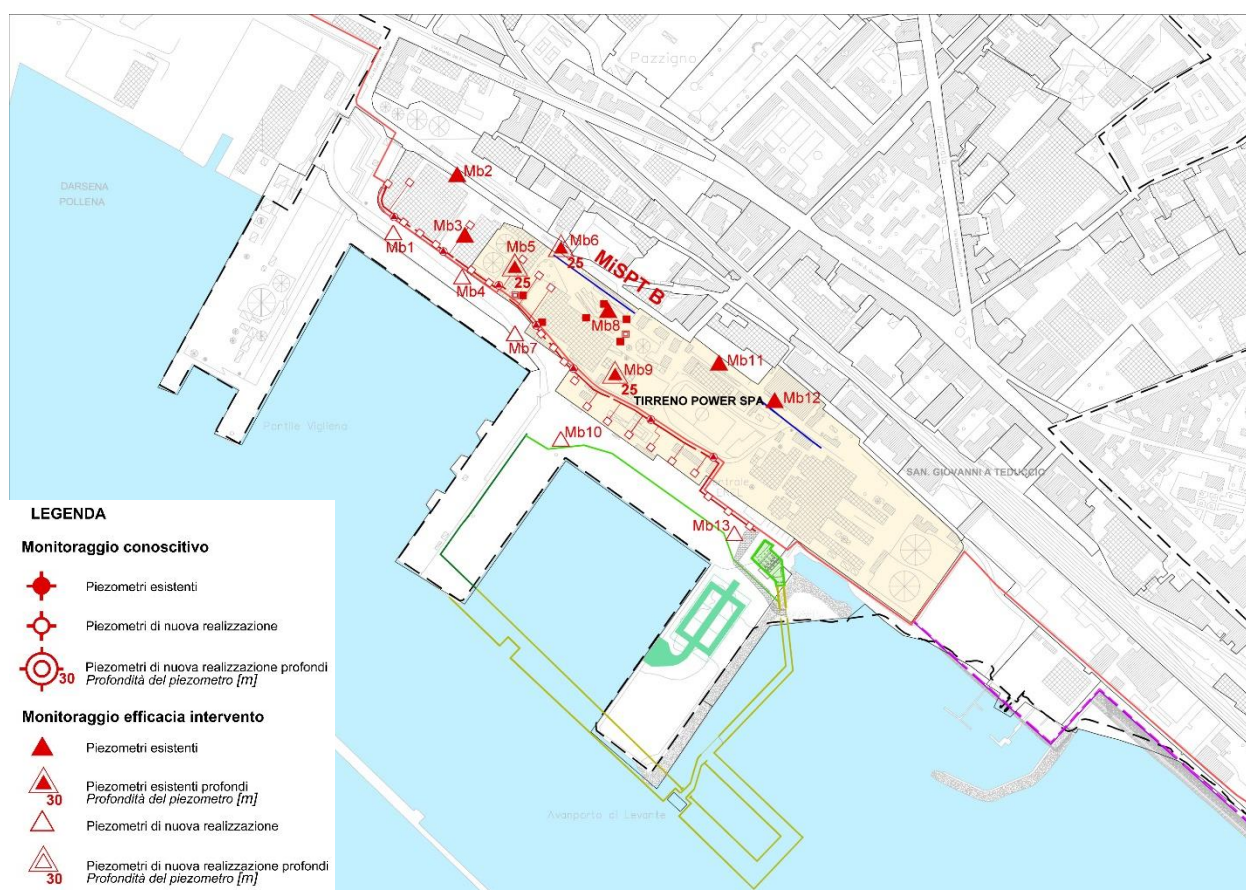 Pazzigno
DARSENA
POLLENA
Mb2
Mb3
Mb1
Mb5
25
Mb6
25
MiSPT B
Mb4
Mb8
Mb7
Mb9
25
Mb11
TIRRENO POWER SPA
Mb12
Pontile Vigliena
Mb10
SAN. GIOVANNI A TEDUCCIO
Mb13
Avamporto di Levante
LEGENDA
Monitoraggio conoscitivo
Piezometri esistenti
Piezometri di nuova realizzazione
Piezometri di nuova realizzazione profondi
30 Profondità del piezometro [m]
Monitoraggio efficacia intervento
Piezometri esistenti
Piezometri esistenti profondi
30 Profondità del piezometro [m]
Piezometri di nuova realizzazione
Piezometri di nuova realizzazione profondi
30 Profondità del piezometro [m]